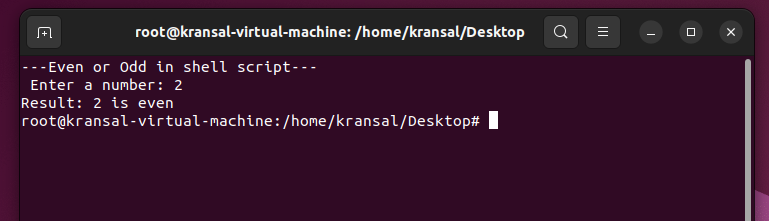 root@kransal-virtual-machine: /home/kransal/Desktop
---Even or Odd in shell script---
 Enter a number: 2
Result: 2 is even
root@kransal-virtual-machine:/home/kransal/Desktop#